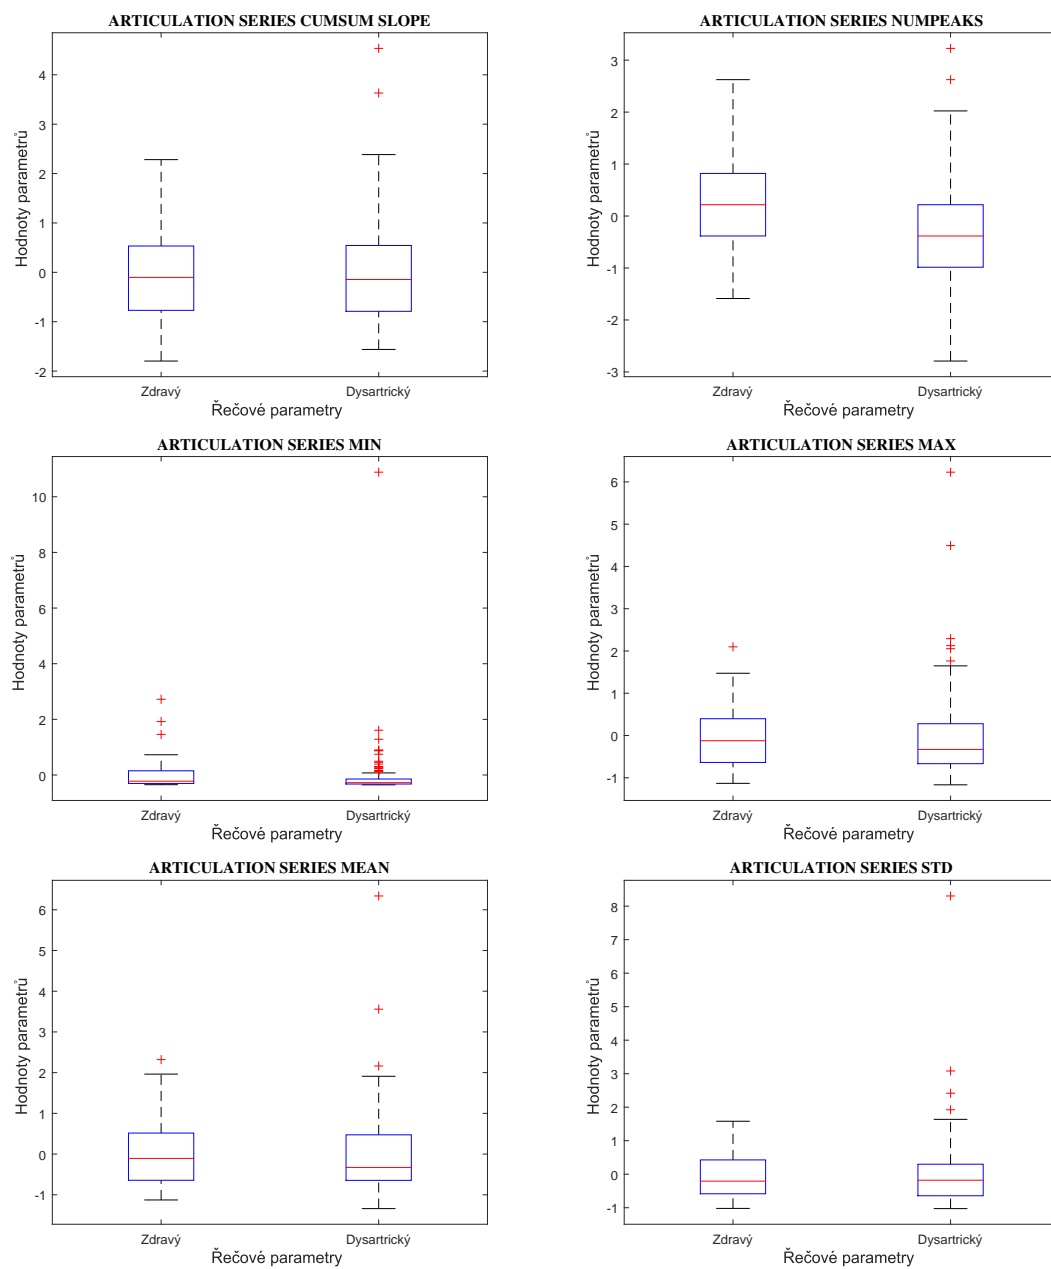 ARTICULATION SERIES CUMSUM SLOPE
Hodnoty parametrů
4
3
2
1
0
-1
-2
Zdravý Dysartrický
Řečové parametry
ARTICULATION SERIES NUMPEAKS
Hodnoty parametrů
3
2
1
0
-1
-2
-3
Zdravý Dysartrický
Řečové parametry
ARTICULATION SERIES MIN
Hodnoty parametrů
10
8
6
4
2
0
Zdravý Dysartrický
Řečové parametry
ARTICULATION SERIES MAX
Hodnoty parametrů
6
5
4
3
2
1
0
-1
Zdravý Dysartrický
Řečové parametry
ARTICULATION SERIES MEAN
Hodnoty parametrů
6
5
4
3
2
1
0
-1
Zdravý Dysartrický
Řečové parametry
ARTICULATION SERIES STD
Hodnoty parametrů
8
7
6
5
4
3
2
1
0
-1
Zdravý Dysartrický
Řečové parametry